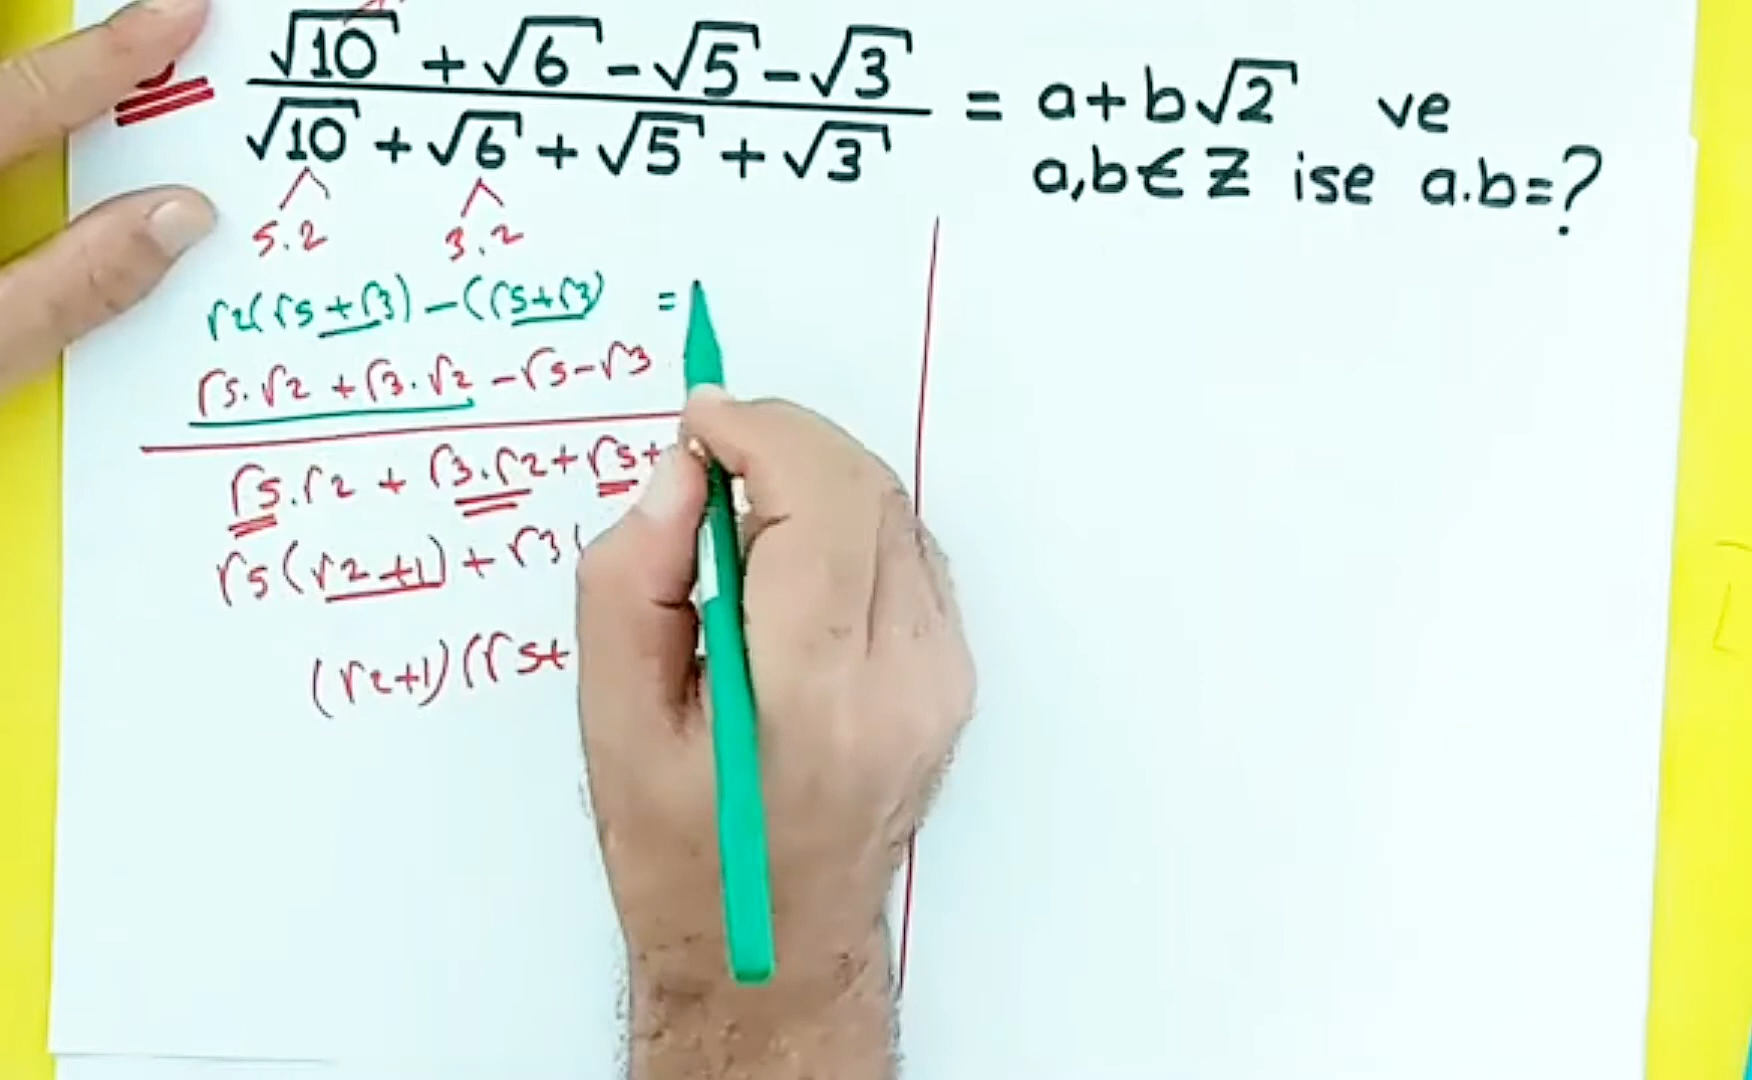 √10 + √6 - √5 - √3
√10 + √6 + √5 + √3
= a+b√2 ve
a,b∈Z ise a.b=?
5.2 3.2
√2(√5+√3) - (√5+√3) =
√5.√2 + √3.√2 - √5 - √3
√5.√2 + √3.√2 + √5 +
√5(√2+1) + √3(
(√2+1)(√5+